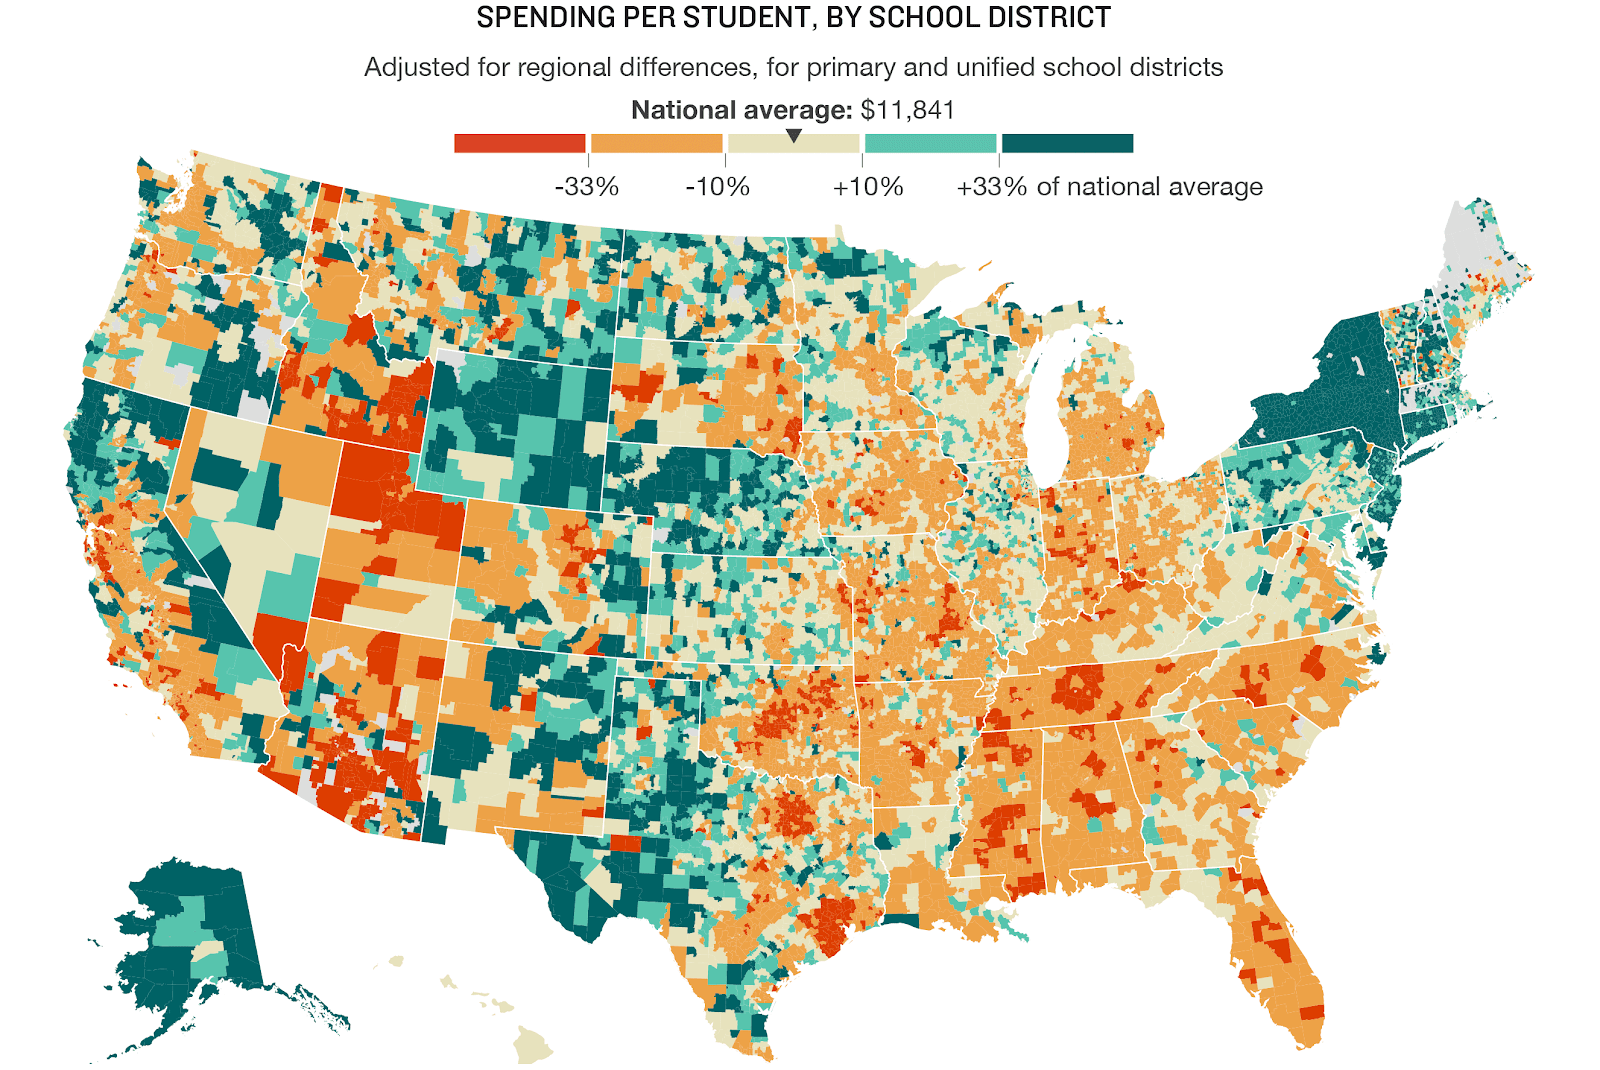 SPENDING PER STUDENT, BY SCHOOL DISTRICT
Adjusted for regional differences, for primary and unified school districts
National average: $11,841
-33% -10% +10% +33% of national average